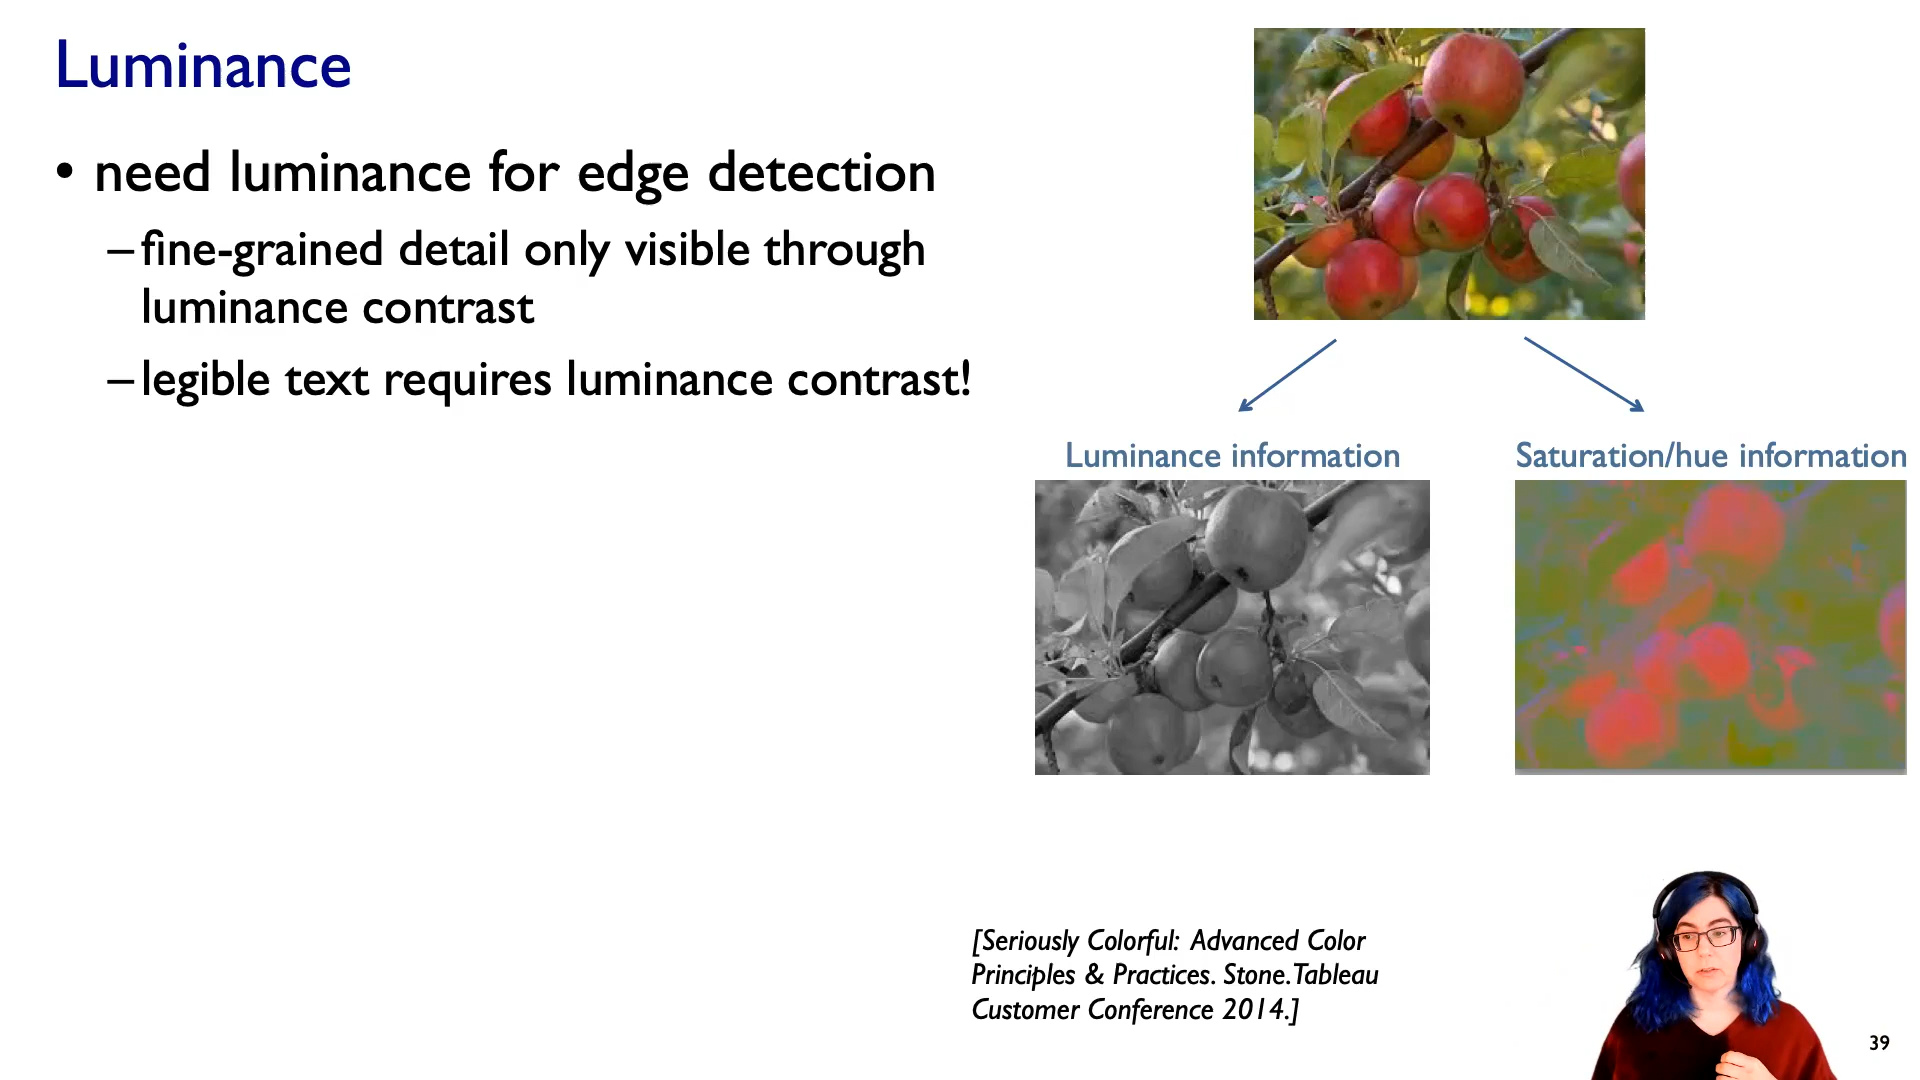 Luminance
• need luminance for edge detection
– fine-grained detail only visible through
luminance contrast
– legible text requires luminance contrast!
Luminance information
Saturation/hue information
[Seriously Colorful: Advanced Color
Principles & Practices. Stone.Tableau
Customer Conference 2014.]
39